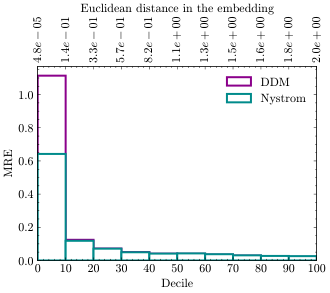 Euclidean distance in the embedding
4.8e − 05
1.4e − 01
3.3e − 01
5.7e − 01
8.2e − 01
1.1e + 00
1.3e + 00
1.5e + 00
1.6e + 00
1.8e + 00
2.0e + 00
DDM
Nystrom
MRE
1.0
0.8
0.6
0.4
0.2
0.0
0 10 20 30 40 50 60 70 80 90 100
Decile